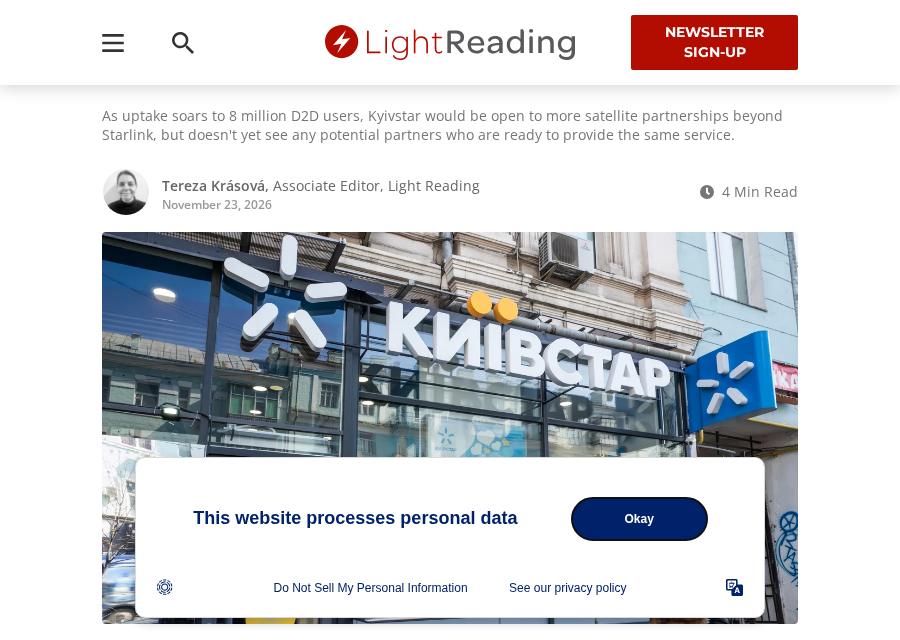 LightReading
NEWSLETTER
SIGN-UP
As uptake soars to 8 million D2D users, Kyivstar would be open to more satellite partnerships beyond
Starlink, but doesn't yet see any potential partners who are ready to provide the same service.
Tereza Krásová, Associate Editor, Light Reading
November 23, 2026
4 Min Read
КИЇВСТАР
This website processes personal data
Okay
Do Not Sell My Personal Information
See our privacy policy